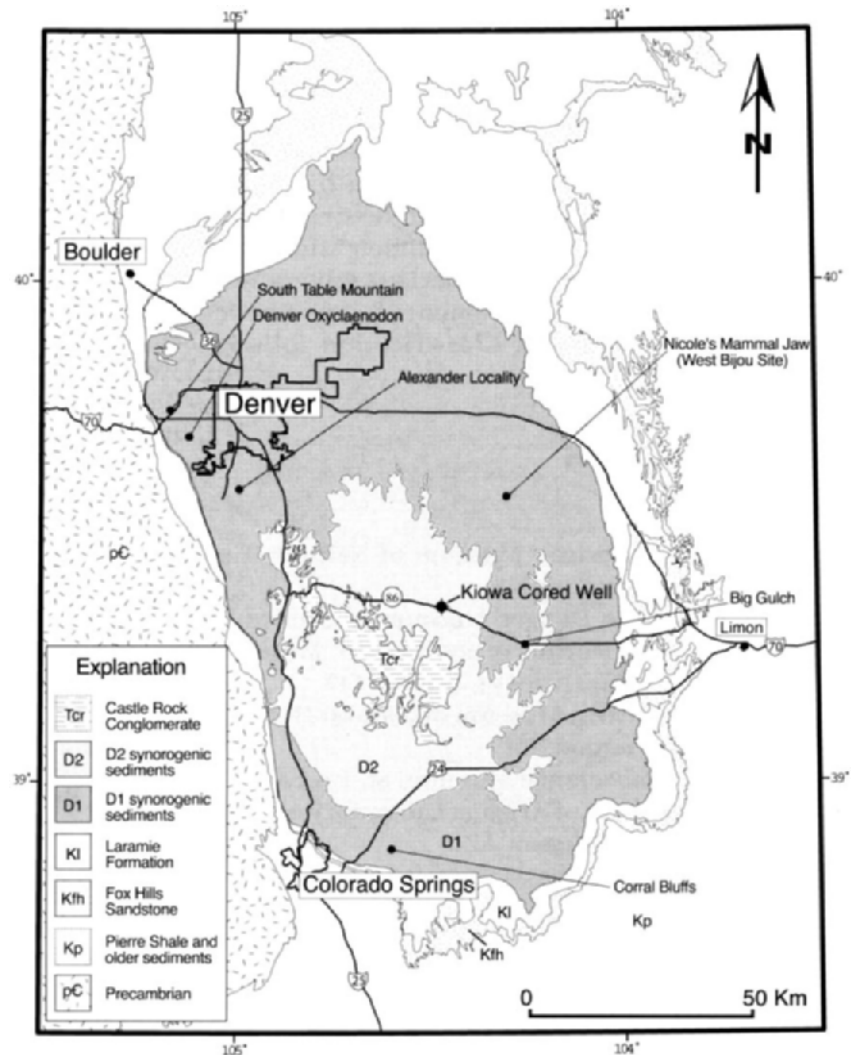 105°
104°
25
N
Boulder
40°
40°
South Table Mountain
Denver Oxyclaenodon
36
Nicole's Mammal Jaw
(West Bijou Site)
Alexander Locality
Denver
70
pC
86
Kiowa Cored Well
Big Gulch
Limon
70
Tcr
Explanation
Tcr
Castle Rock
Conglomerate
D2
D2 synorogenic
sediments
D1
D1 synorogenic
sediments
Kl
Laramie
Formation
Kfh
Fox Hills
Sandstone
Kp
Pierre Shale and
older sediments
pC
Precambrian
D2
24
39°
39°
D1
Colorado Springs
Corral Bluffs
Kl
Kp
Kfh
25
0
50 Km
105°
104°